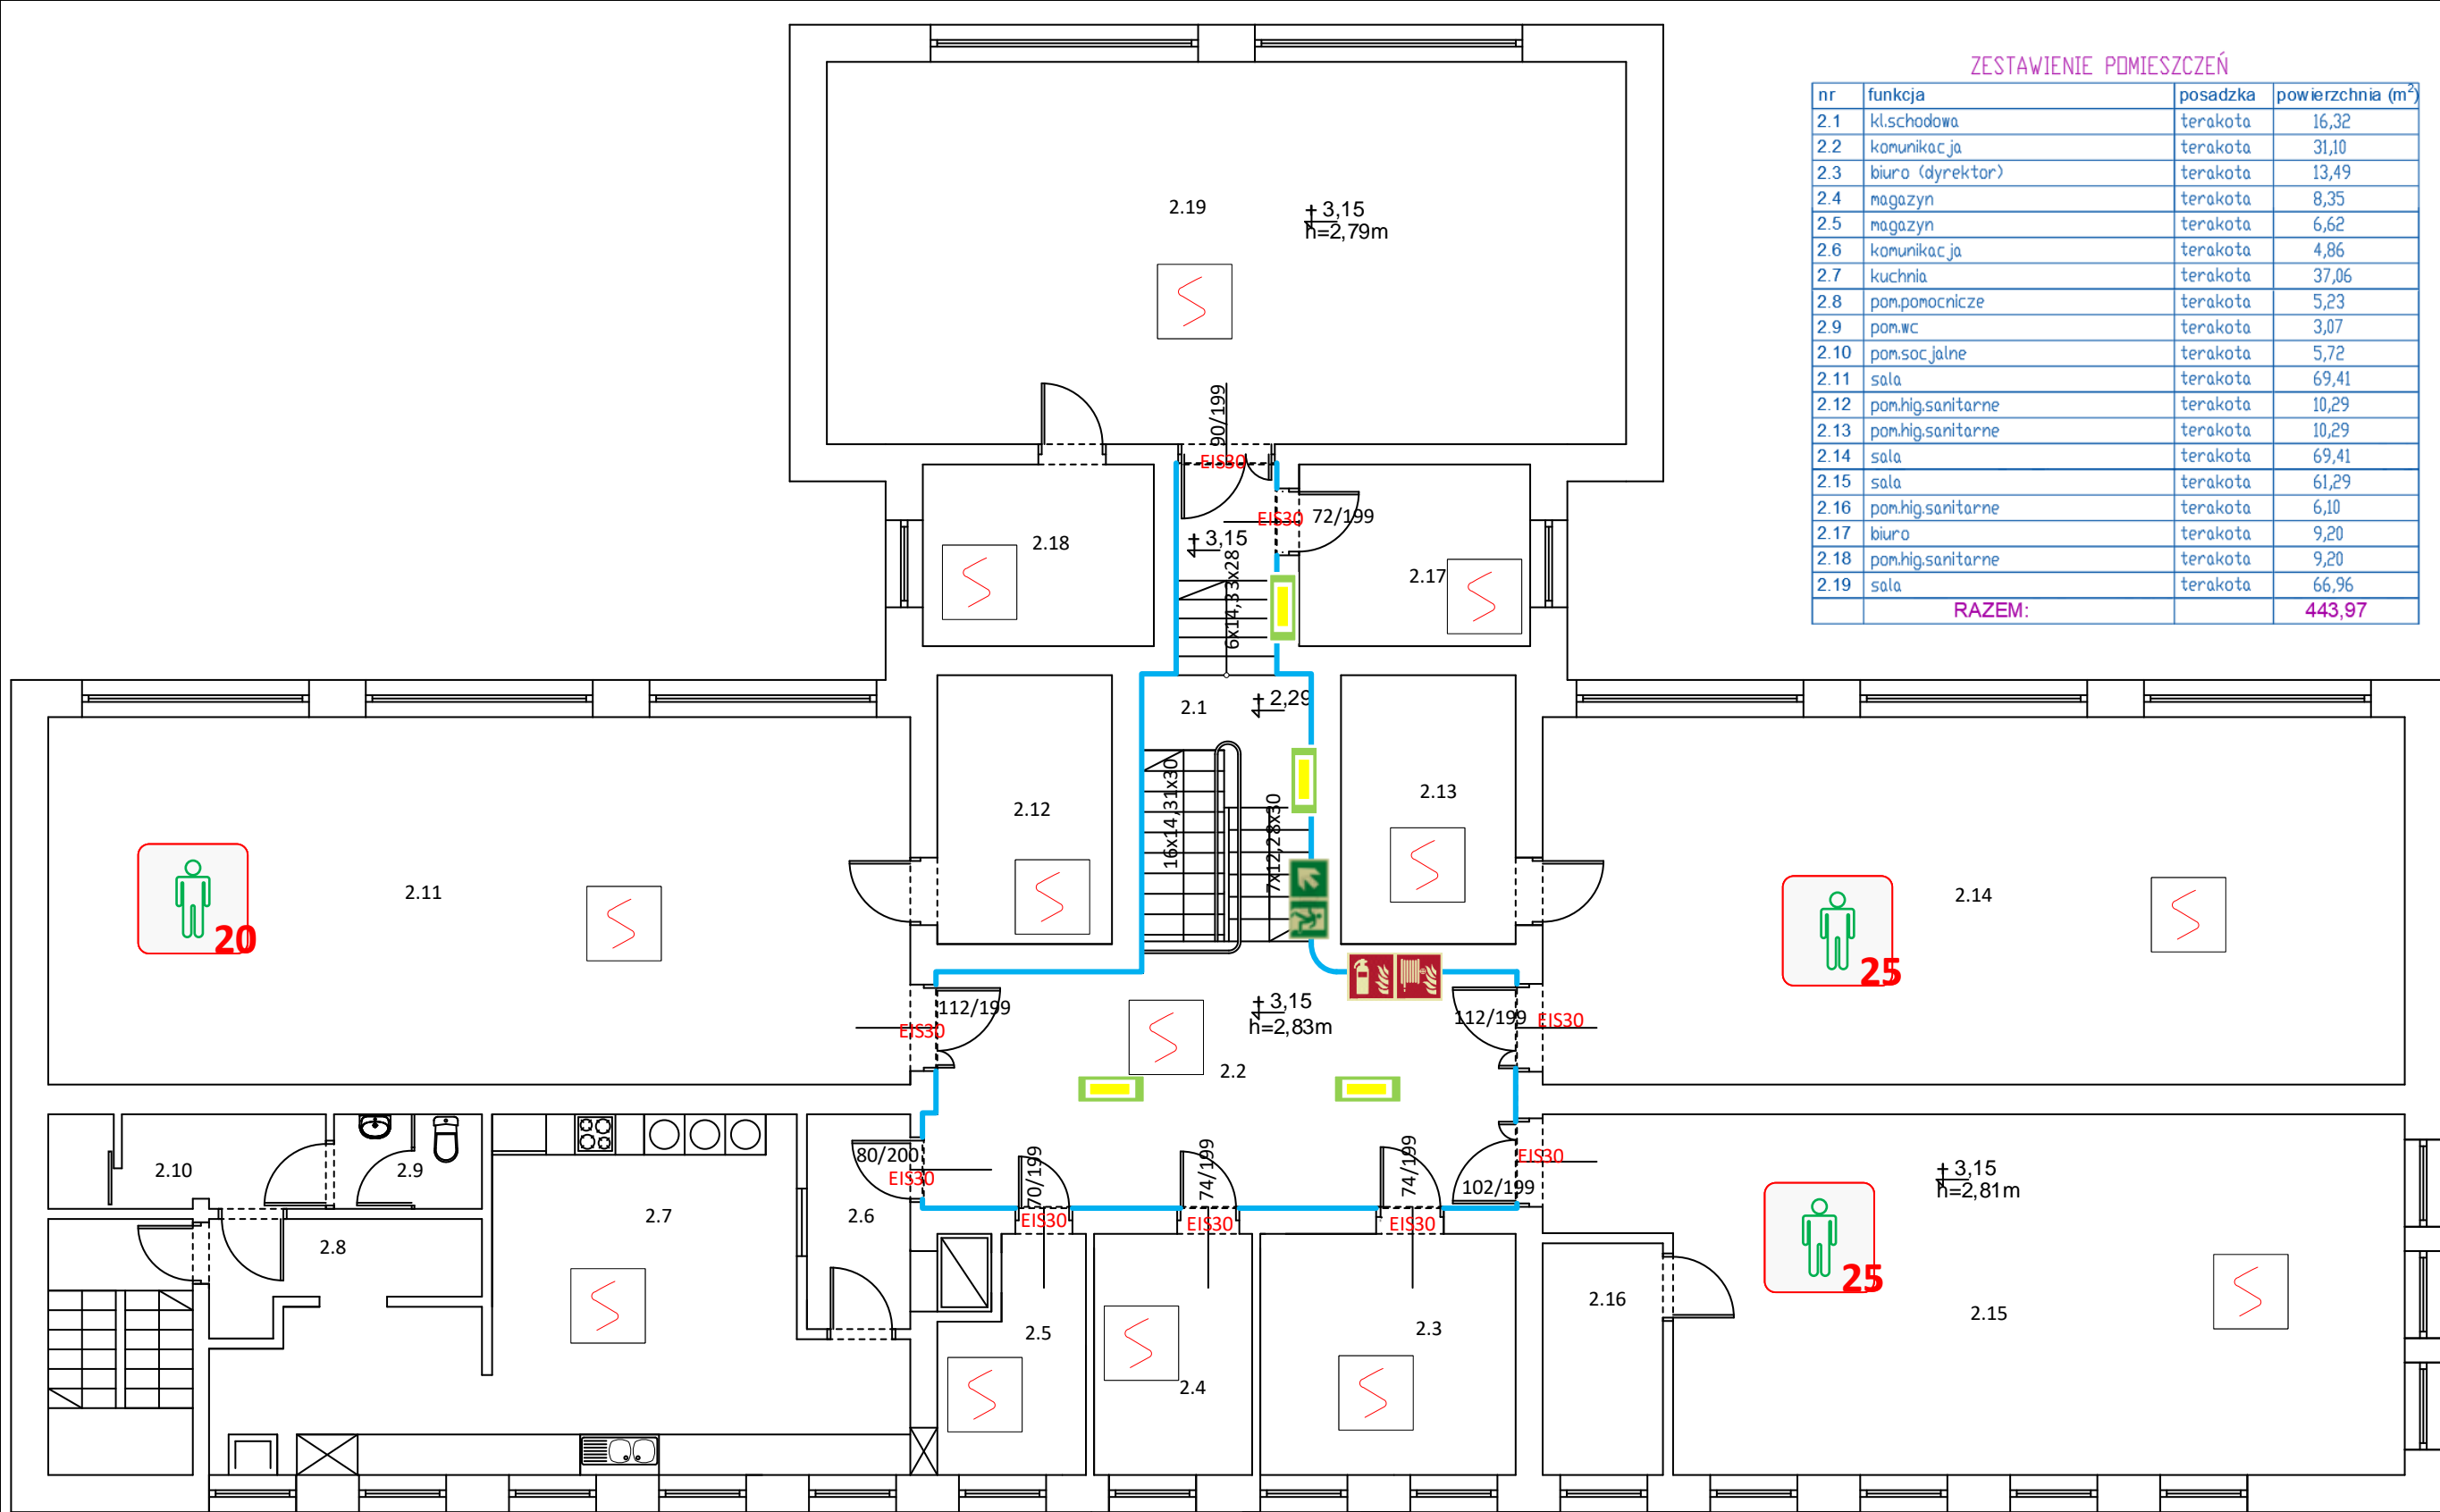 ZESTAWIENIE POMIESZCZEŃ
nr funkcja posadzka powierzchnia (m²)
2.1 kl.schodowa terakota 16,32
2.2 komunikacja terakota 31,10
2.3 biuro (dyrektor) terakota 13,49
2.4 magazyn terakota 8,35
2.5 magazyn terakota 6,62
2.6 komunikacja terakota 4,86
2.7 kuchnia terakota 37,06
2.8 pom.pomocnicze terakota 5,23
2.9 pom.wc terakota 3,07
2.10 pom.socjalne terakota 5,72
2.11 sala terakota 69,41
2.12 pom.hig.sanitarne terakota 10,29
2.13 pom.hig.sanitarne terakota 10,29
2.14 sala terakota 69,41
2.15 sala terakota 61,29
2.16 pom.hig.sanitarne terakota 6,10
2.17 biuro terakota 9,20
2.18 pom.hig.sanitarne terakota 9,20
2.19 sala terakota 66,96
RAZEM: 443,97
2.19
+ 3,15
h=2,79m
90/199
EIS30
EIS30
72/199
+ 3,15
6x14,33x28
2.18
2.17
2.1
+ 2,29
16x14,31x30
7x12,28x30
2.12
2.13
2.11
20
2.14
25
112/199
EIS30
+ 3,15
h=2,83m
112/199
EIS30
2.2
80/200
EIS30
70/199
EIS30
74/199
EIS30
74/199
EIS30
102/199
EIS30
2.10
2.9
2.8
2.7
2.6
2.5
2.4
2.3
2.16
+ 3,15
h=2,81m
25
2.15